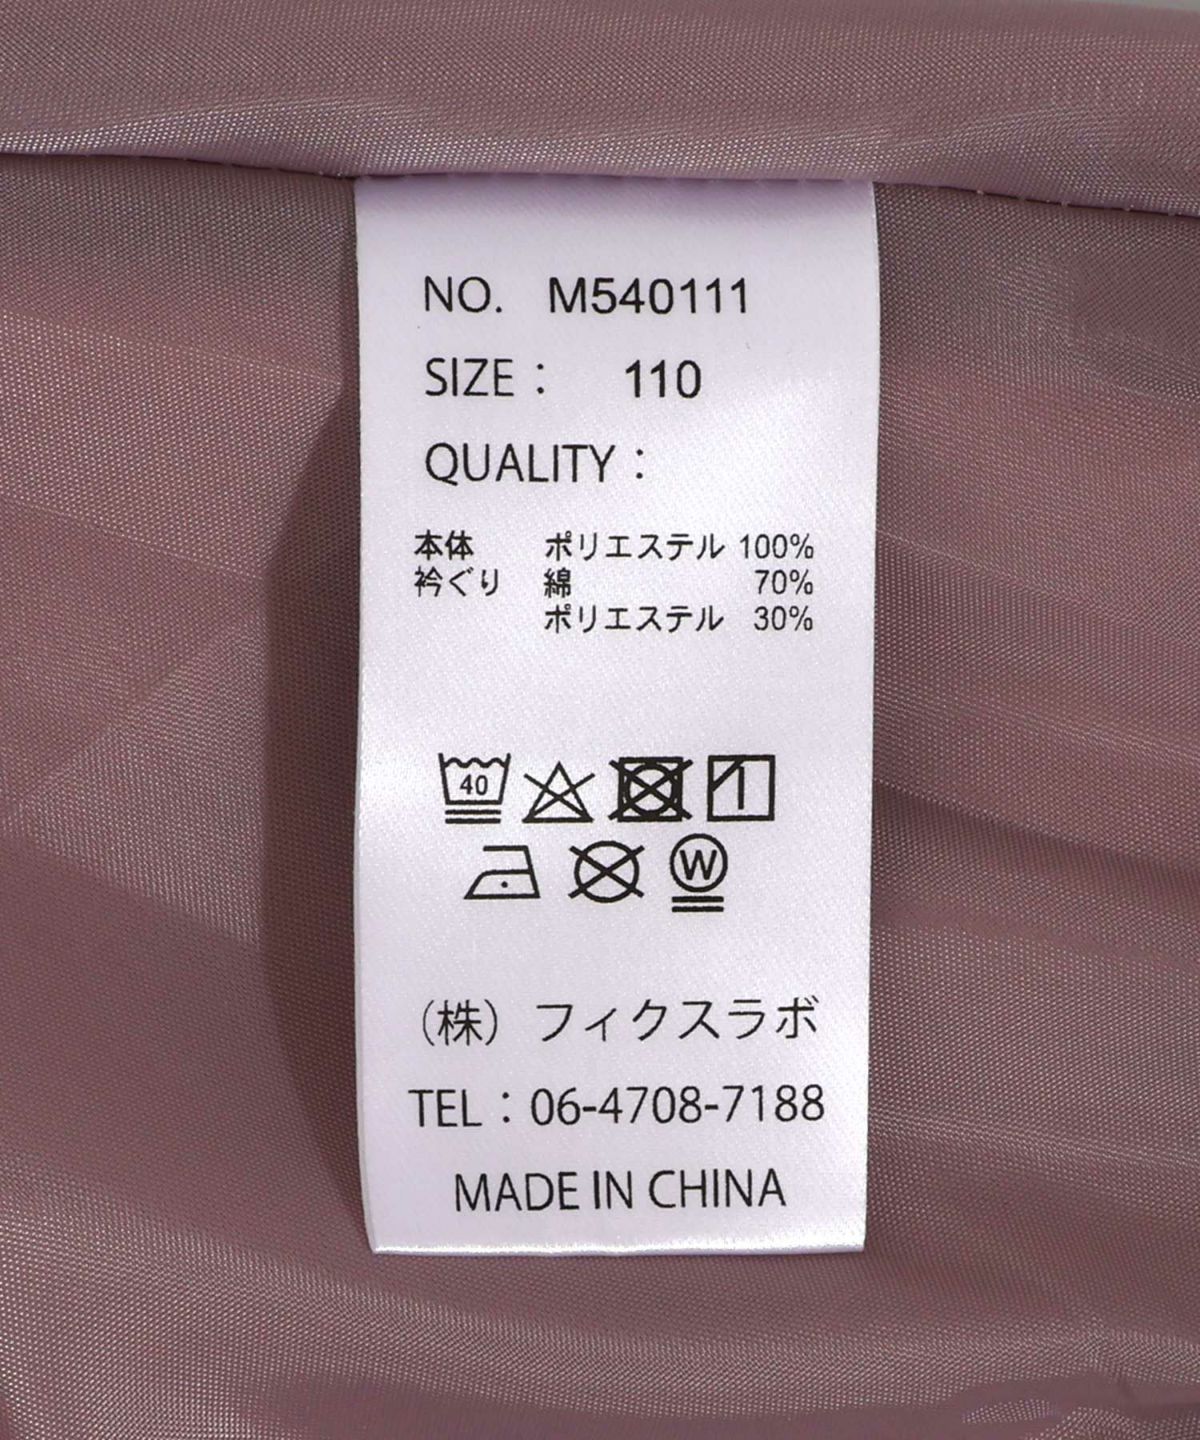 NO. M540111
SIZE： 110
QUALITY：
本体 ポリエステル 100%
衿ぐり 綿 70%
ポリエステル 30%
40
W
（株）フィクスラボ
TEL：06-4708-7188
MADE IN CHINA